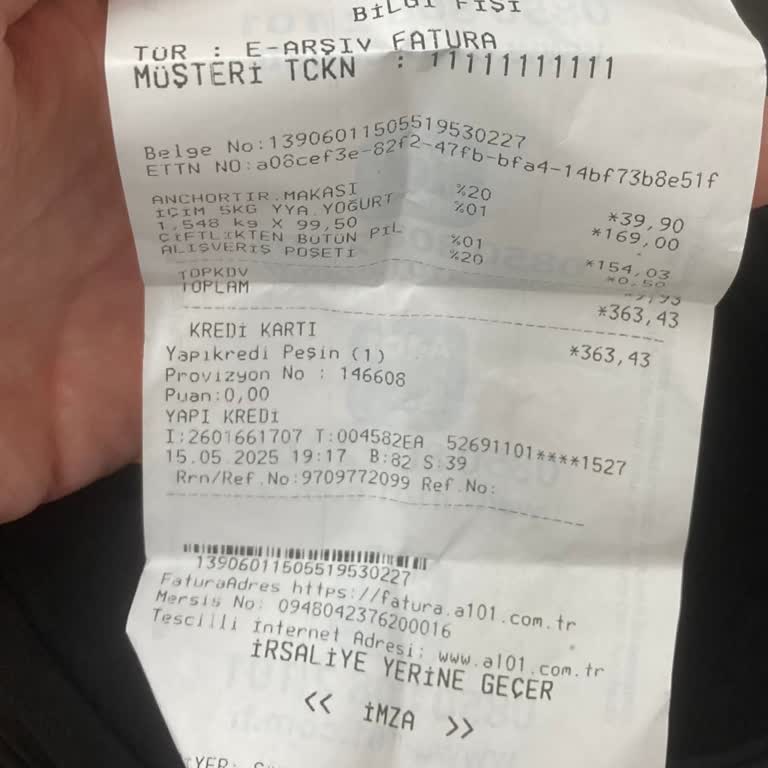 BİLGİ FİŞİ
TÜR : E-ARŞİV FATURA
MÜŞTERİ TCKN : 11111111111
Belge No:13906011505519530227
ETTN NO:a08cef3e-82f2-47fb-bfa4-14bf73b8e51f
ANCHORTIR.MAKASI %20 *39,90
İÇİM 5KG YYA.YOĞURT %01 *169,00
1,548 kg X 99,50
ÇİFTLİKTEN BÜTÜN PİL %01 *154,03
ALIŞVERİŞ POŞETİ %20 *0,50
TOPKDV
TOPLAM *363,43
KREDİ KARTI *363,43
Yapıkredi Peşin (1)
Provizyon No : 146608
Puan:0,00
YAPI KREDİ
I:2601661707 T:004582EA 52691101****1527
15.05.2025 19:17 B:82 S:39
Rrn/Ref.No:9709772099 Ref.No:
13906011505519530227
FaturaAdres https://fatura.a101.com.tr
Mersis No: 0948042376200016
Tescilli İnternet Adresi: www.a101.com.tr
İRSALİYE YERİNE GEÇER
<< İMZA >>